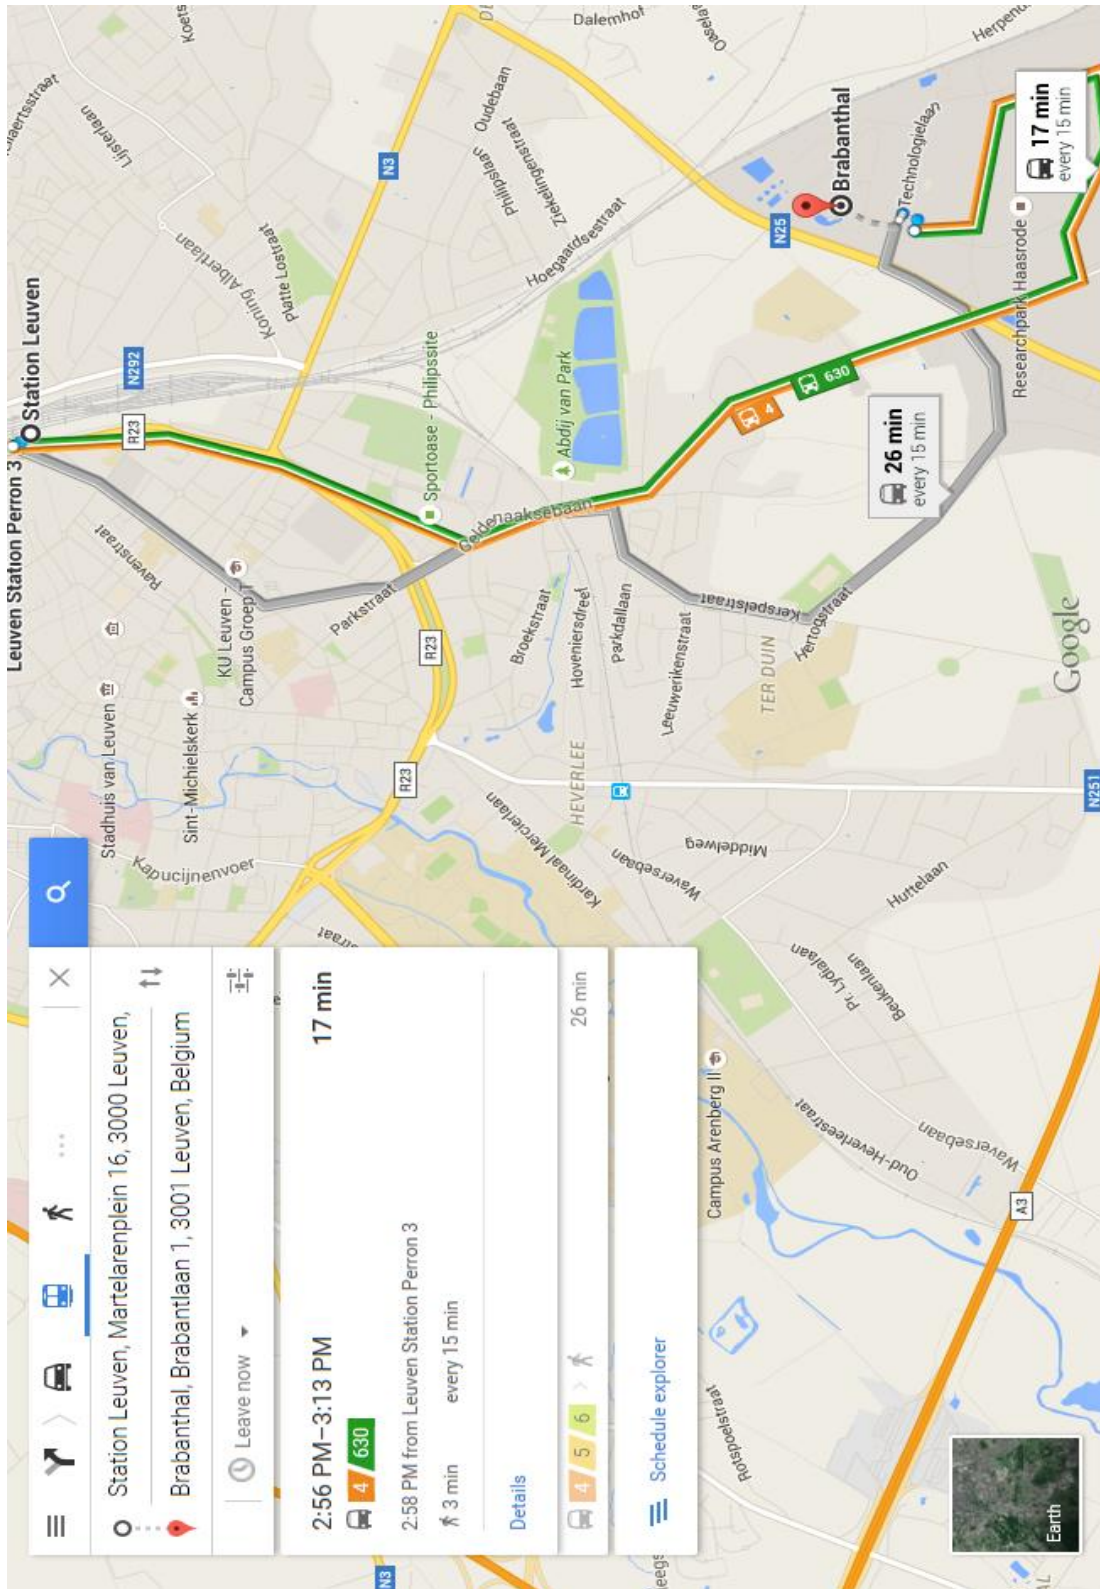 Station Leuven, Martelarenplein 16, 3000 Leuven,
Brabanthal, Brabantlaan 1, 3001 Leuven, Belgium
Leave now
2:56 PM–3:13 PM
17 min
4
630
2:58 PM from Leuven Station Perron 3
3 min
every 15 min
Details
4
5
6
26 min
Schedule explorer
Earth
Leuven Station Perron 3
Station Leuven
Lijsterlaan
Koning Albertlaan
Platte Lostraat
N292
R23
N3
Dalemhof
Oudebaan
Philipslaan
Ziekelingenstraat
Hoegaardsestraat
Sportoase - Philipssite
Abdij van Park
Geldenaaksebaan
N25
Brabanthal
Technologielaan
Researchpark Haasrode
17 min
every 15 min
630
4
26 min
every 15 min
Ravenstraat
KU Leuven -
Campus Groep T
Parkstraat
R23
Stadhuis van Leuven
Sint-Michielskerk
Kapucijnenvoer
R23
Broekstraat
Hoveniersdreef
Parkdallaan
Leeuwerikenstraat
Kerspelstraat
Hertogstraat
TER DUIN
HEVERLEE
Kardinaal Mercierlaan
Waversebaan
Middelweg
Huttelaan
N251
Pr. Lydialaan
Beukenlaan
Campus Arenberg II
Oud-Heverleestraat
Waversebaan
A3
Rotspoelstraat
N3
Google